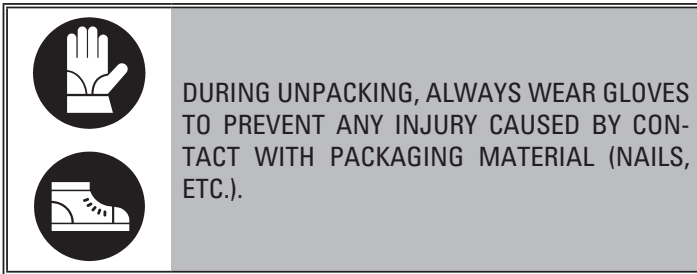 DURING UNPACKING, ALWAYS WEAR GLOVES
TO PREVENT ANY INJURY CAUSED BY CON-
TACT WITH PACKAGING MATERIAL (NAILS,
ETC.).